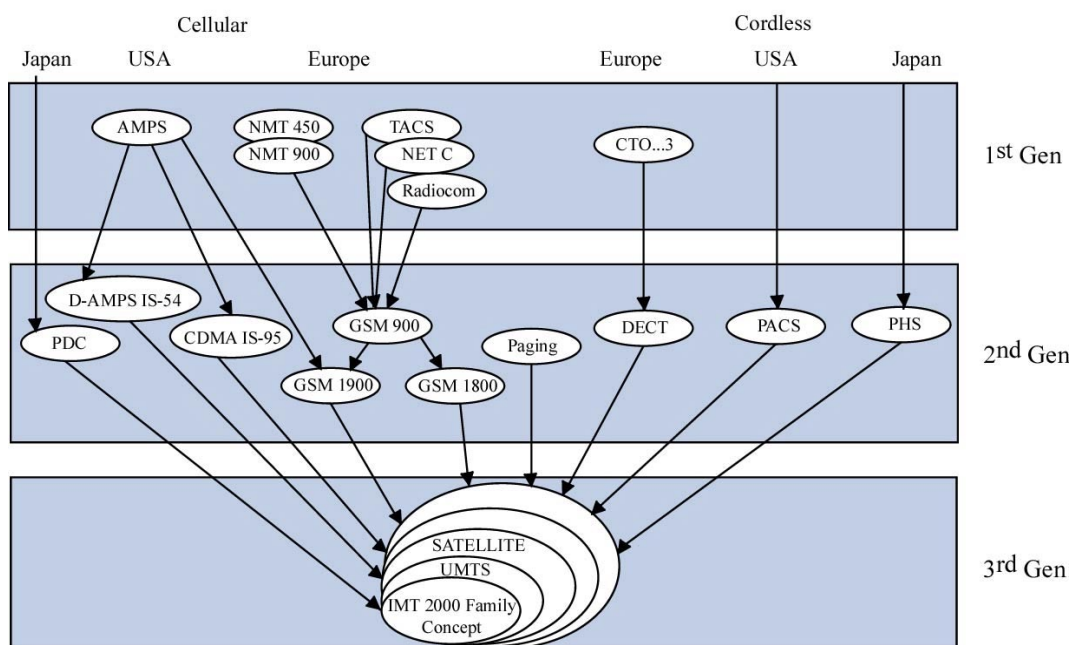 Cellular
Cordless
Japan
USA
Europe
Europe
USA
Japan
AMPS
NMT 450
NMT 900
TACS
NET C
Radiocom
CTO...3
1st Gen
D-AMPS IS-54
PDC
CDMA IS-95
GSM 900
GSM 1900
GSM 1800
Paging
DECT
PACS
PHS
2nd Gen
SATELLITE
UMTS
IMT 2000 Family
Concept
3rd Gen